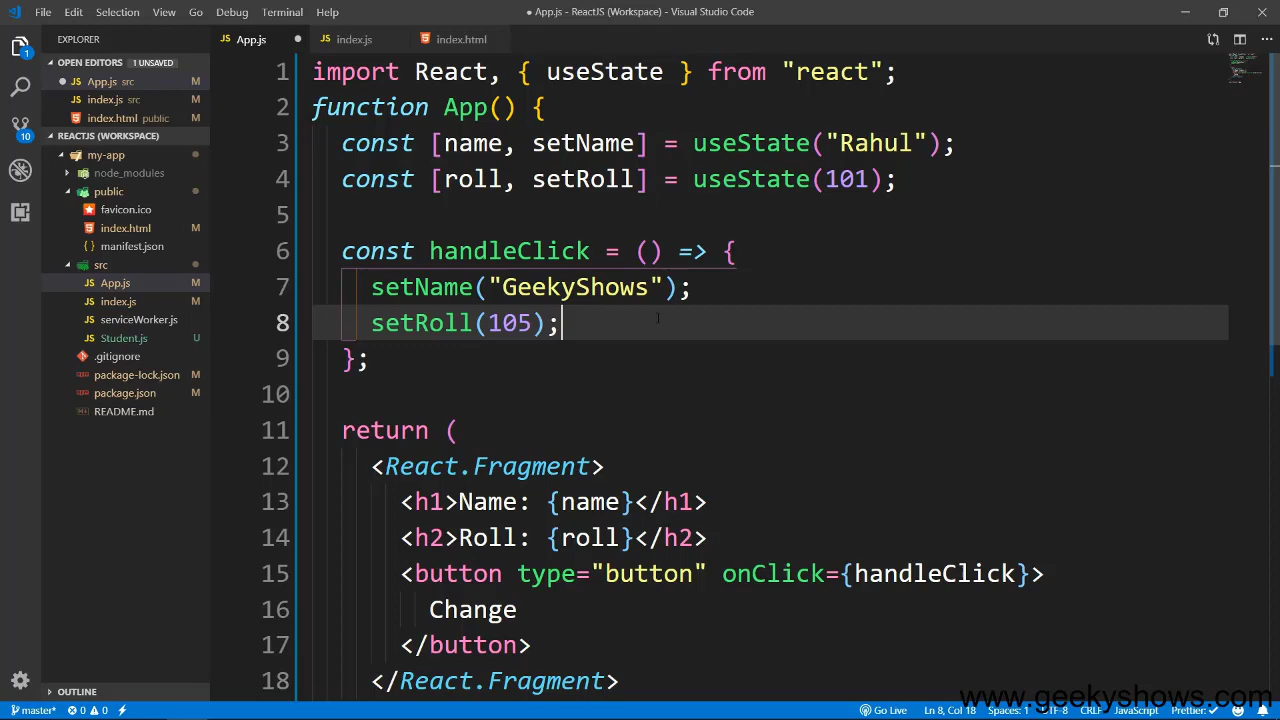 File Edit Selection View Go Debug Terminal Help
● App.js - ReactJS (Workspace) - Visual Studio Code
EXPLORER
OPEN EDITORS 1 UNSAVED
App.js src M
index.js src M
index.html public M
REACTJS (WORKSPACE)
my-app
node_modules
public
favicon.ico
index.html M
manifest.json
src
App.js M
index.js M
serviceWorker.js M
Student.js
.gitignore
package-lock.json M
package.json M
README.md
OUTLINE
1
10
App.js ●
index.js
index.html
1 import React, { useState } from "react";
2 function App() {
3 const [name, setName] = useState("Rahul");
4 const [roll, setRoll] = useState(101);
5
6 const handleClick = () => {
7 setName("GeekyShows");
8 setRoll(105);
9 };
10
11 return (
12 <React.Fragment>
13 <h1>Name: {name}</h1>
14 <h2>Roll: {roll}</h2>
15 <button type="button" onClick={handleClick}>
16 Change
17 </button>
18 </React.Fragment>
www.geekyshows.com
master* 0 0 Go Live Ln 8, Col 18 Spaces: 1 UTF-8 CRLF JavaScript Prettier: ✓